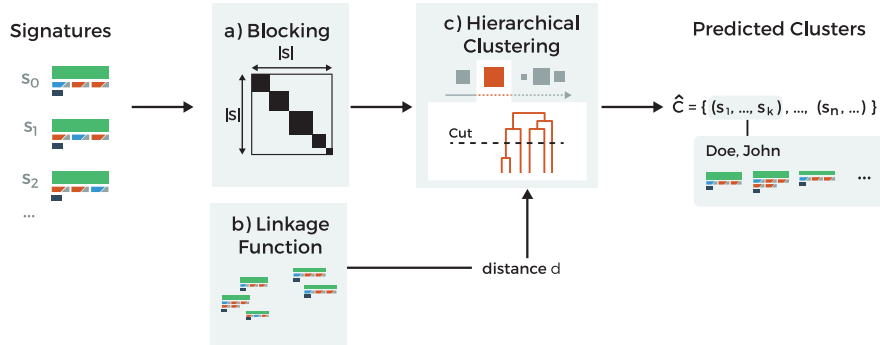 Signatures
s0
s1
s2
...
a) Blocking
|S|
|S|
b) Linkage
Function
distance d
c) Hierarchical
Clustering
Cut
Predicted Clusters
Ĉ = { (s1, ..., sk) , ..., (sn, ...) }
Doe, John
...